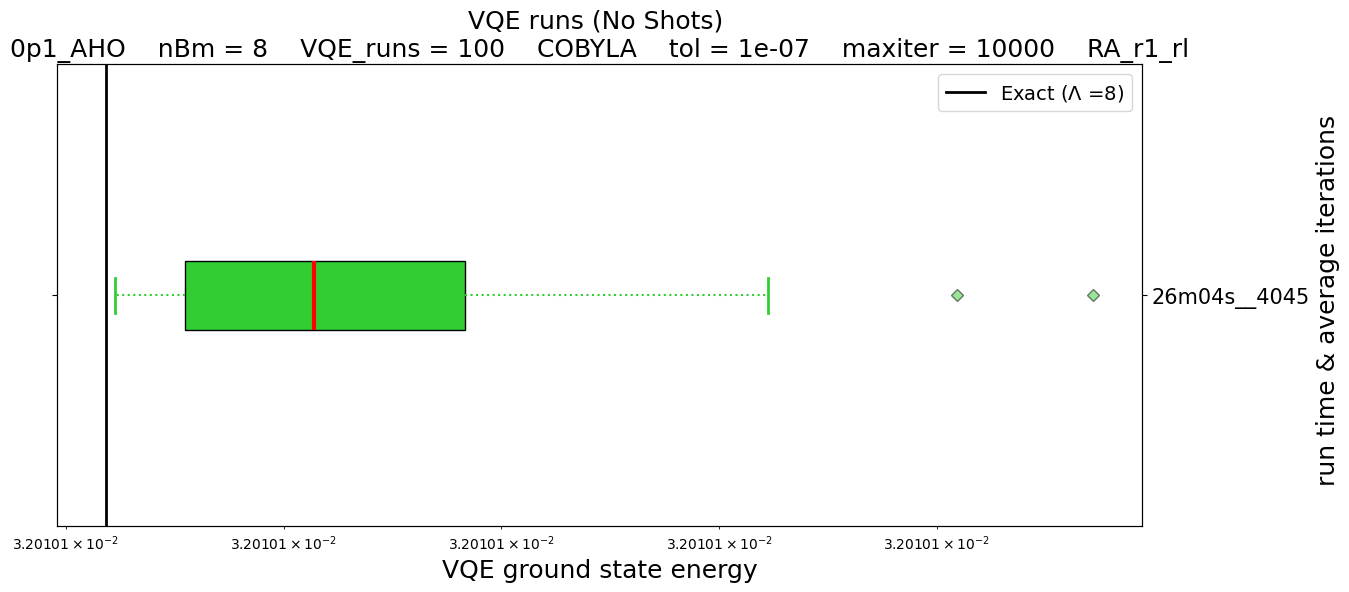 VQE runs (No Shots)
0p1_AHO nBm = 8 VQE_runs = 100 COBYLA tol = 1e-07 maxiter = 10000 RA_r1_rl
Exact (Λ =8)
26m04s__4045
run time & average iterations
3.20101 × 10⁻² 3.20101 × 10⁻² 3.20101 × 10⁻² 3.20101 × 10⁻² 3.20101 × 10⁻²
VQE ground state energy